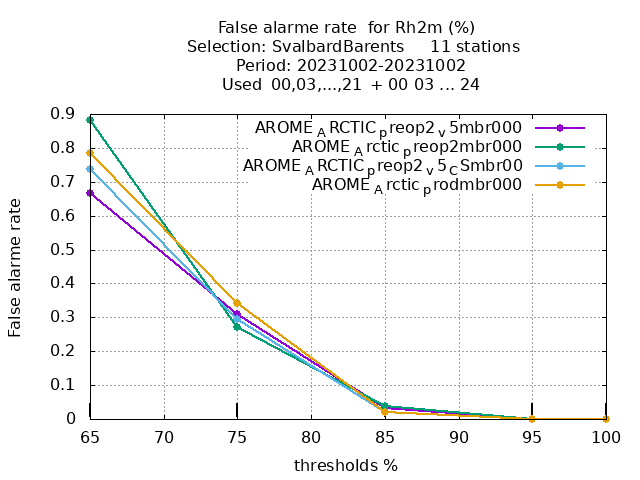 False alarme rate  for Rh2m (%)
Selection: SvalbardBarents     11 stations
Period: 20231002-20231002
Used  00,03,...,21  + 00 03 ... 24
AROME_ARCTIC_preop2_v5mbr000
AROME_Arctic_preop2mbr000
AROME_ARCTIC_preop2_v5_CSmbr00
AROME_Arctic_prodmbr000
False alarme rate
0.9
0.8
0.7
0.6
0.5
0.4
0.3
0.2
0.1
0
65 70 75 80 85 90 95 100
thresholds %